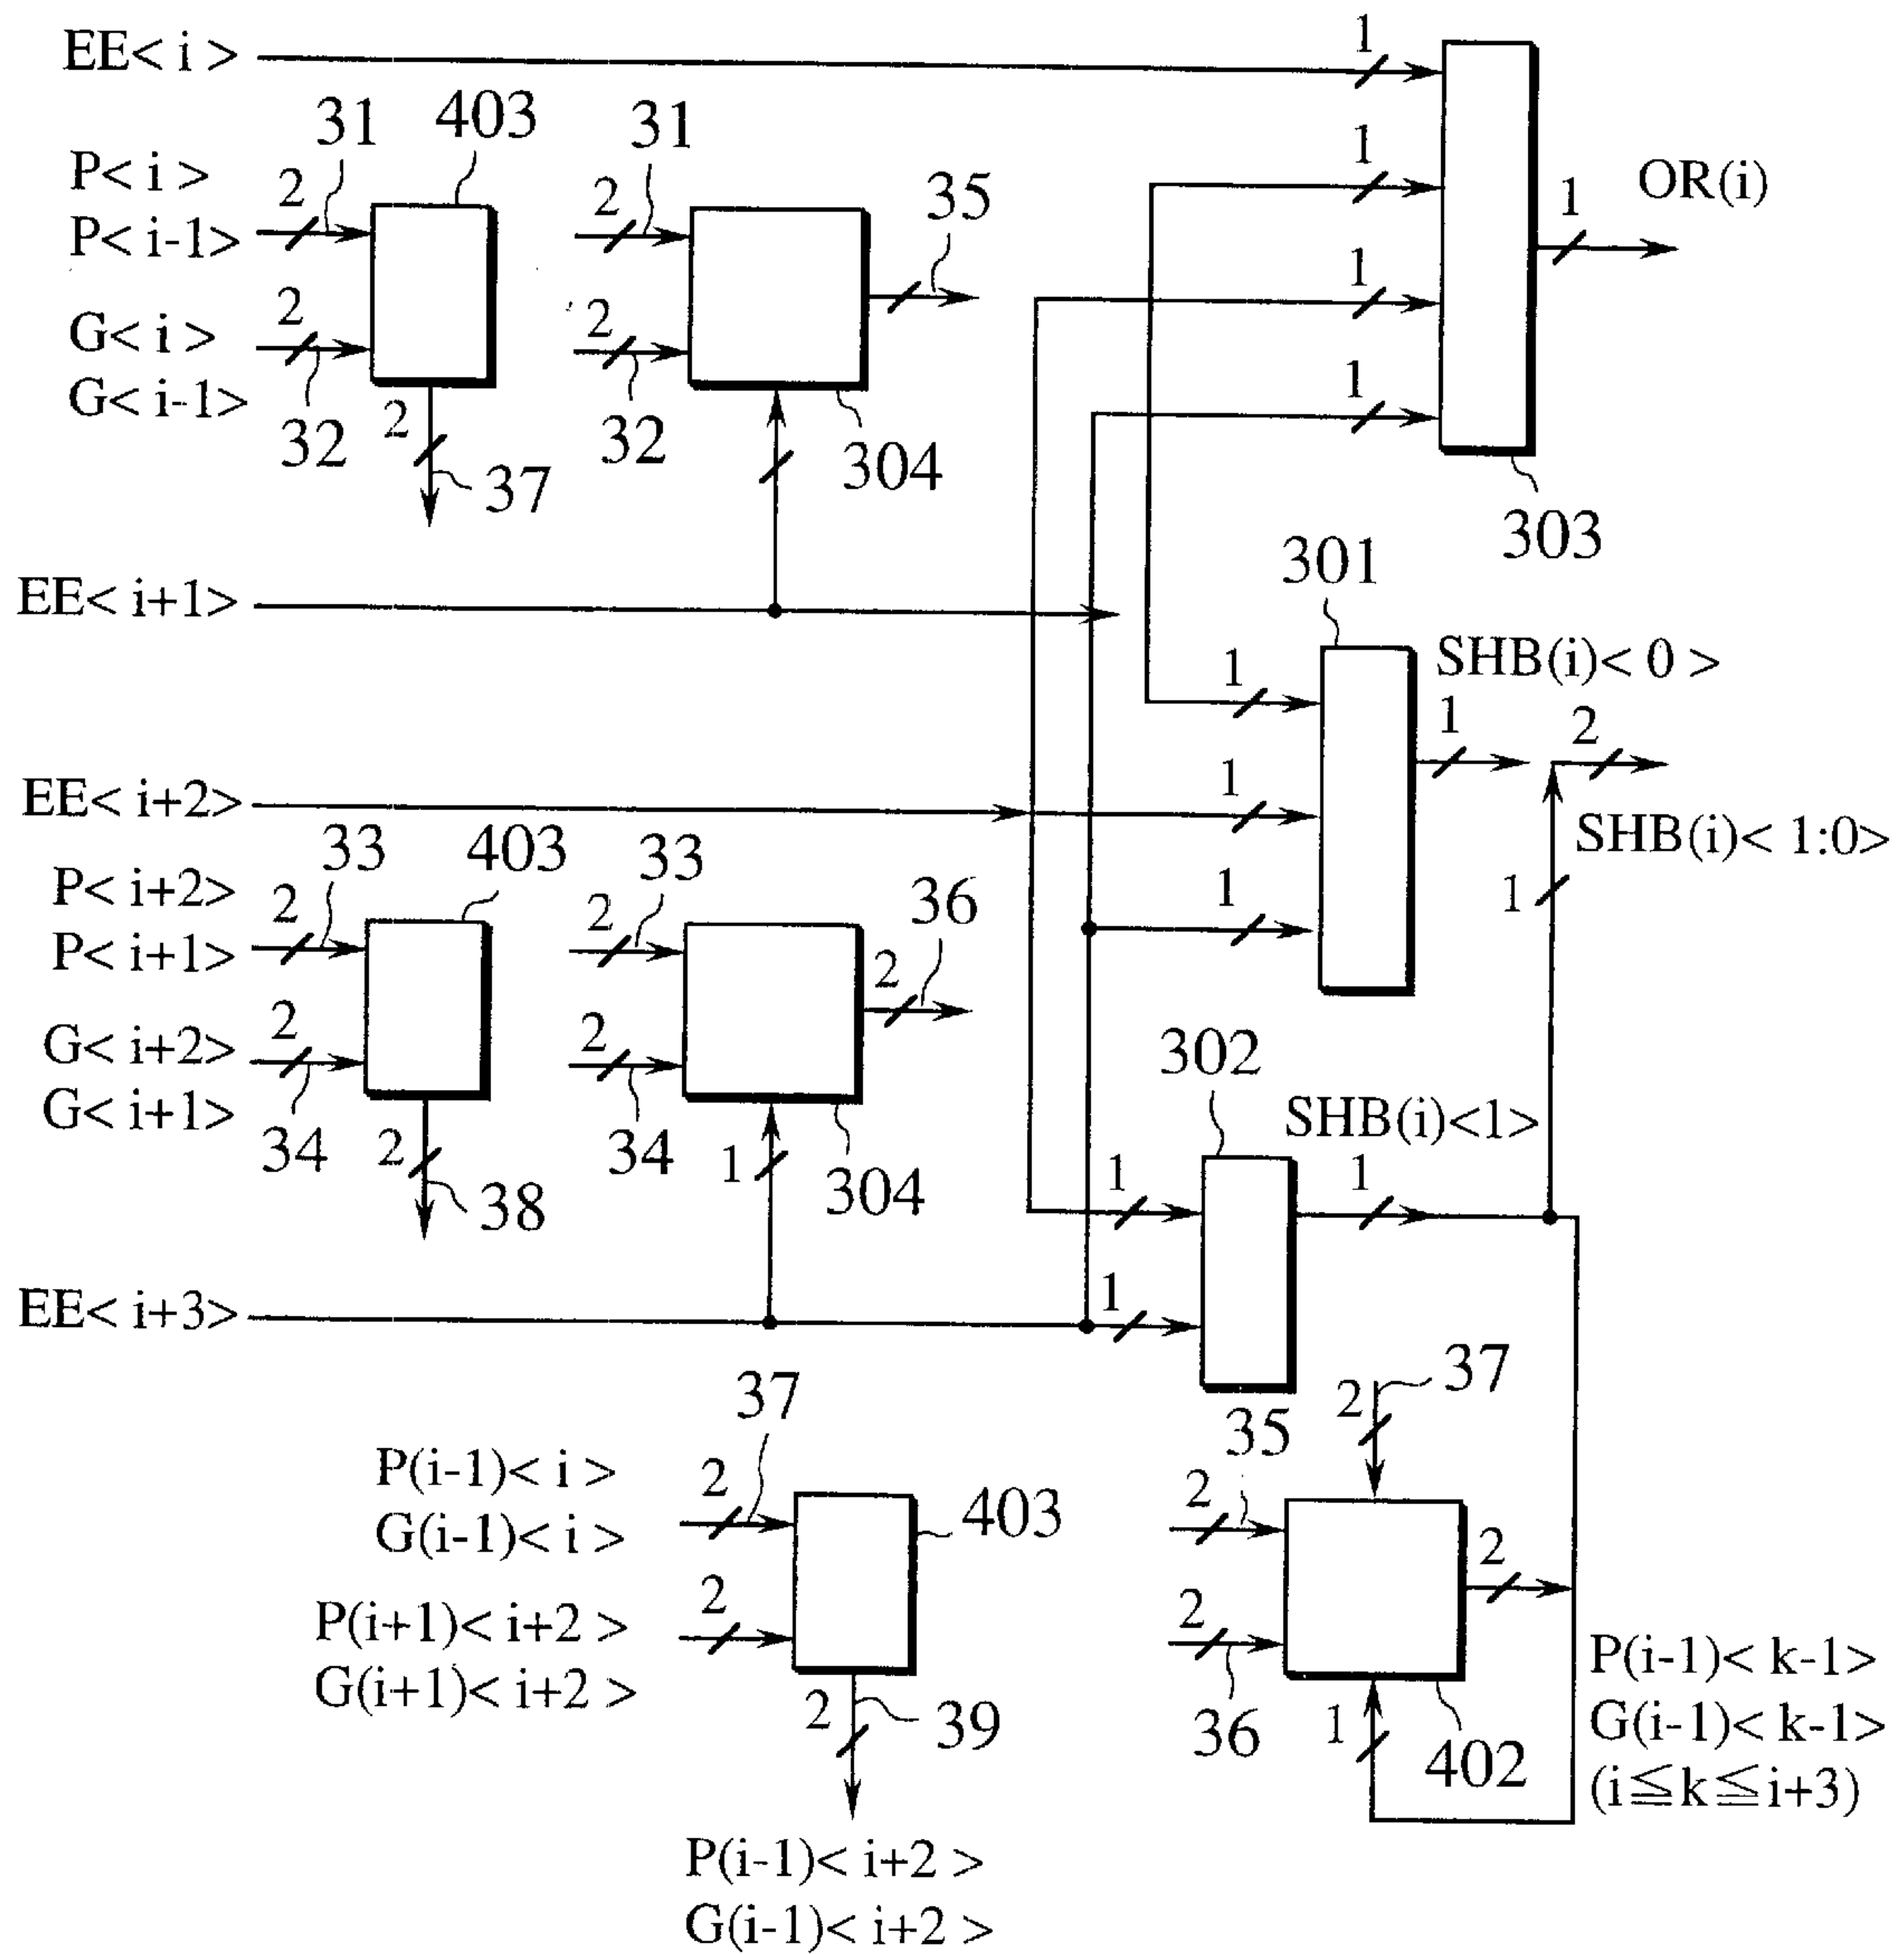 EE< i >
1
31
403
31
P< i >
2
P< i-1>
2
35
1
OR(i)
1
G< i >
2
G< i-1>
2
1
32
2
32
304
1
37
303
EE< i+1>
301
SHB(i)< 0 >
1
1
2
EE< i+2>
1
SHB(i)< 1:0>
33
403
33
P< i+2>
2
P< i+1>
2
36
1
1
G< i+2>
2
G< i+1>
2
2
302
34
2
34
1
304
SHB(i)<1>
38
1
1
EE< i+3>
1
37
37
2
35
P(i-1)< i >
2
G(i-1)< i >
403
2
2
P(i+1)< i+2 >
2
G(i+1)< i+2 >
2
P(i-1)< k-1>
2
39
36
1
G(i-1)< k-1>
402
(i≦k≦i+3)
P(i-1)< i+2 >
G(i-1)< i+2 >